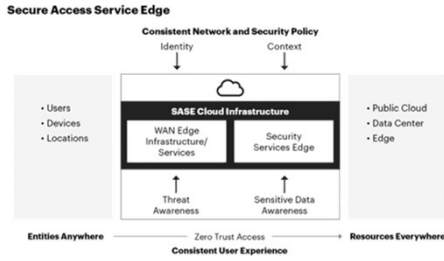 Secure Access Service Edge
Consistent Network and Security Policy
Identity
Context
• Users
• Devices
• Locations
SASE Cloud Infrastructure
WAN Edge
Infrastructure/
Services
Security
Services Edge
• Public Cloud
• Data Center
• Edge
Threat
Awareness
Sensitive Data
Awareness
Entities Anywhere
Zero Trust Access
Resources Everywhere
Consistent User Experience